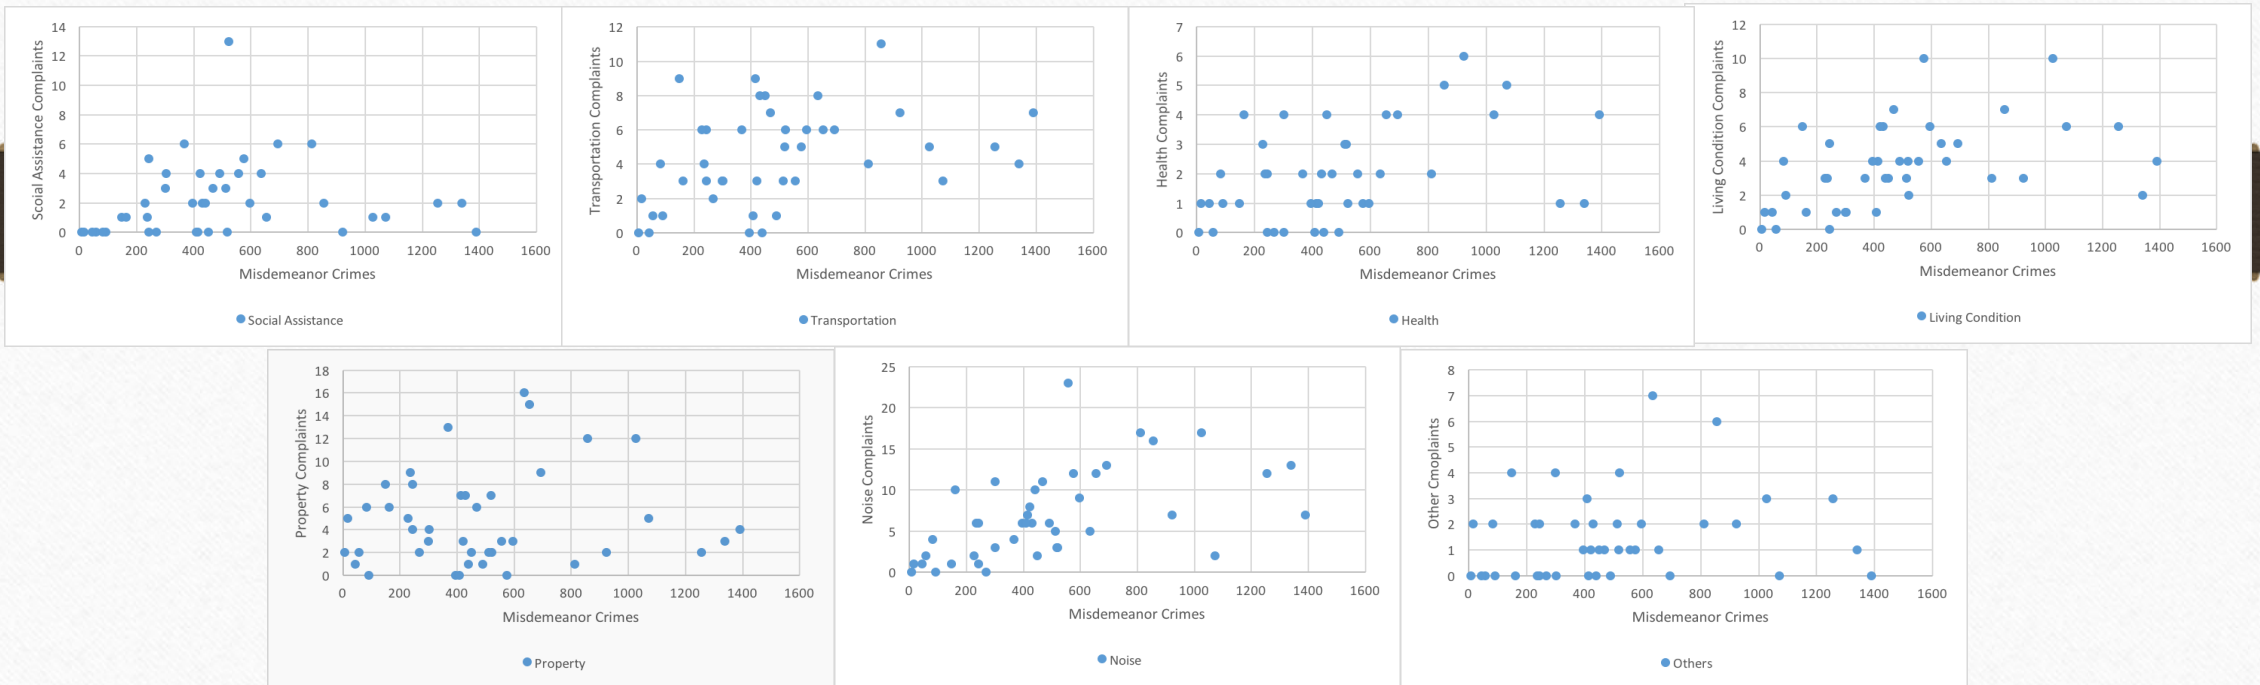 Scoial Assistance Complaints
14
12
10
8
6
4
2
0
0 200 400 600 800 1000 1200 1400 1600
Misdemeanor Crimes
Social Assistance
Transportation Complaints
12
10
8
6
4
2
0
0 200 400 600 800 1000 1200 1400 1600
Misdemeanor Crimes
Transportation
Health Complaints
7
6
5
4
3
2
1
0
0 200 400 600 800 1000 1200 1400 1600
Misdemeanor Crimes
Health
Living Condition Complaints
12
10
8
6
4
2
0
0 200 400 600 800 1000 1200 1400 1600
Misdemeanor Crimes
Living Condition
Property Complaints
18
16
14
12
10
8
6
4
2
0
0 200 400 600 800 1000 1200 1400 1600
Misdemeanor Crimes
Property
Noise Complaints
25
20
15
10
5
0
0 200 400 600 800 1000 1200 1400 1600
Misdemeanor Crimes
Noise
Other Cmoplaints
8
7
6
5
4
3
2
1
0
0 200 400 600 800 1000 1200 1400 1600
Misdemeanor Crimes
Others